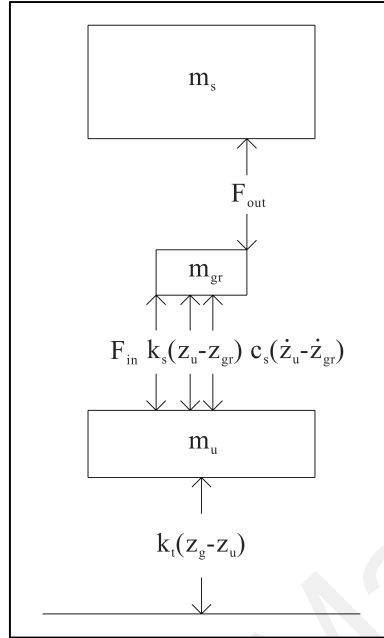 m_s
F_out
m_gr
F_in k_s(z_u-z_gr) c_s(ż_u-ż_gr)
m_u
k_t(z_g-z_u)